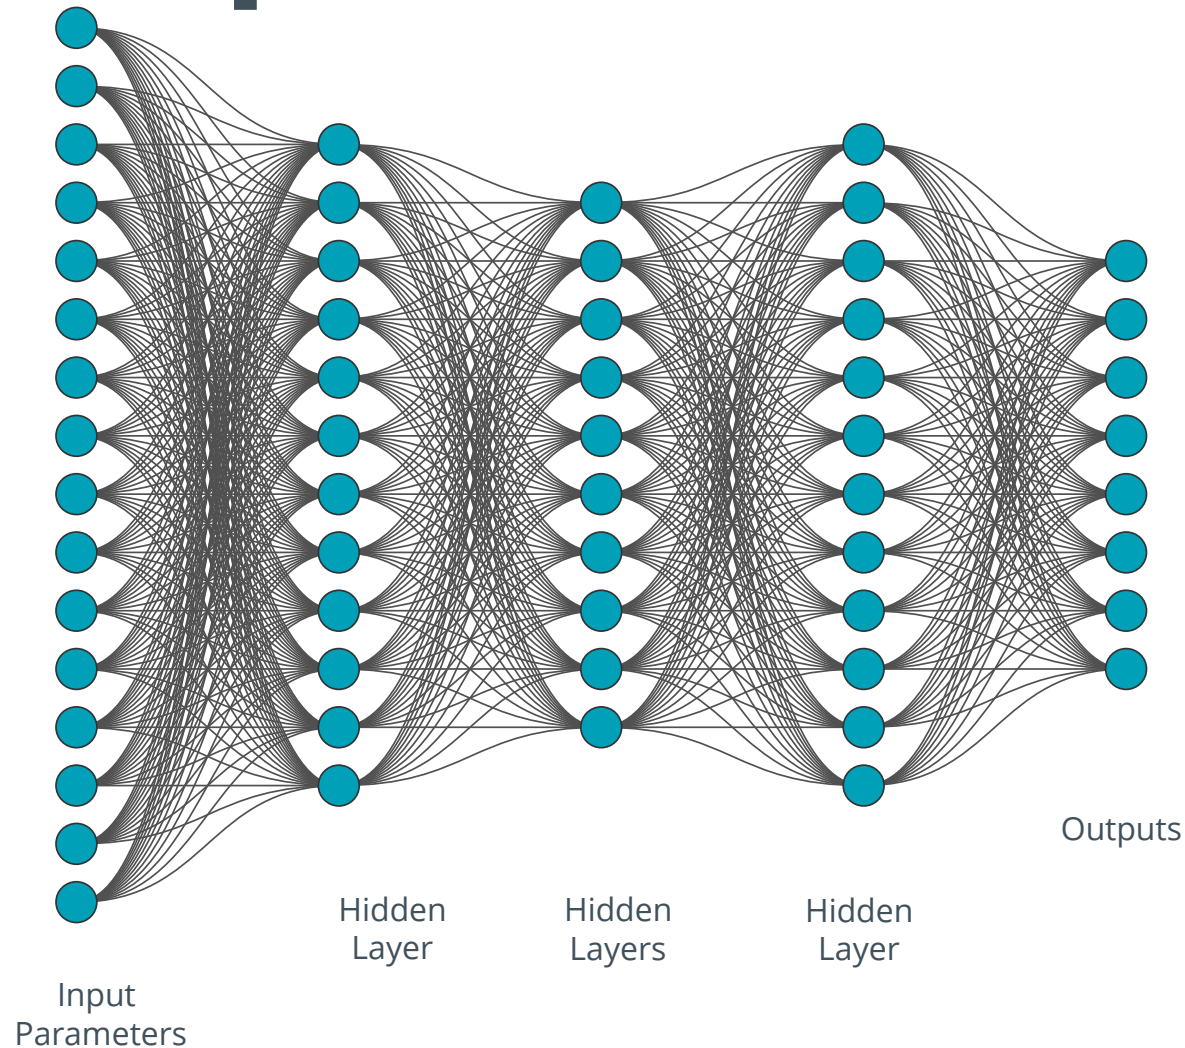 Outputs
Hidden
Layer
Hidden
Layers
Hidden
Layer
Input
Parameters